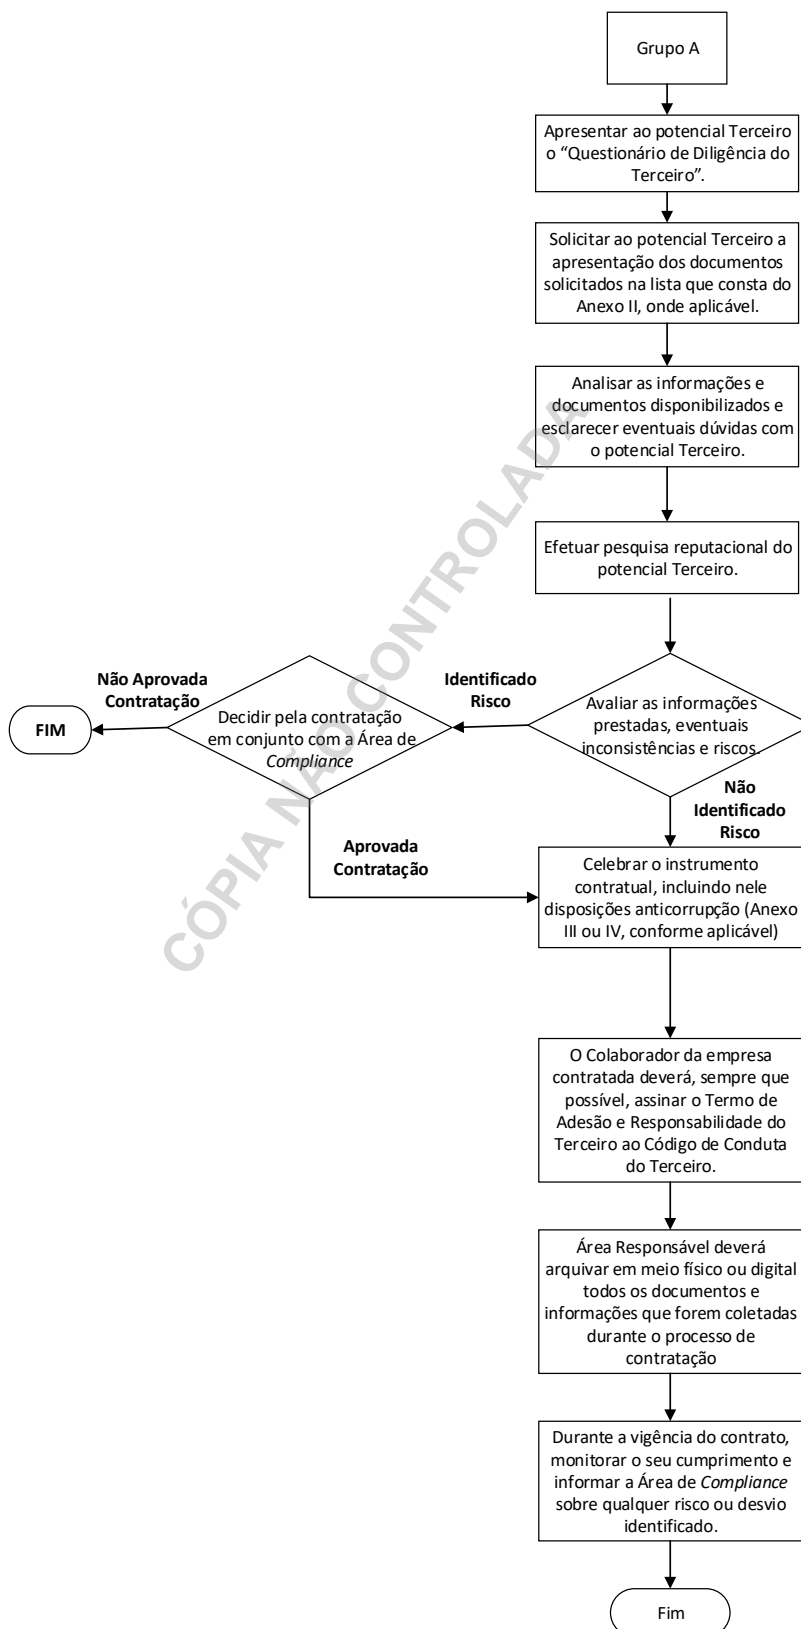 Grupo A
Apresentar ao potencial Terceiro
o “Questionário de Diligência do
Terceiro”.
Solicitar ao potencial Terceiro a
apresentação dos documentos
solicitados na lista que consta do
Anexo II, onde aplicável.
Analisar as informações e
documentos disponibilizados e
esclarecer eventuais dúvidas com
o potencial Terceiro.
Efetuar pesquisa reputacional do
potencial Terceiro.
Avaliar as informações
prestadas, eventuais
inconsistências e riscos.
Identificado
Risco
Decidir pela contratação
em conjunto com a Área de
Compliance
Não Aprovada
Contratação
FIM
Não
Identificado
Risco
Aprovada
Contratação
Celebrar o instrumento
contratual, incluindo nele
disposições anticorrupção (Anexo
III ou IV, conforme aplicável)
O Colaborador da empresa
contratada deverá, sempre que
possível, assinar o Termo de
Adesão e Responsabilidade do
Terceiro ao Código de Conduta
do Terceiro.
Área Responsável deverá
arquivar em meio físico ou digital
todos os documentos e
informações que forem coletadas
durante o processo de
contratação
Durante a vigência do contrato,
monitorar o seu cumprimento e
informar a Área de Compliance
sobre qualquer risco ou desvio
identificado.
Fim
CÓPIA NÃO CONTROLADA